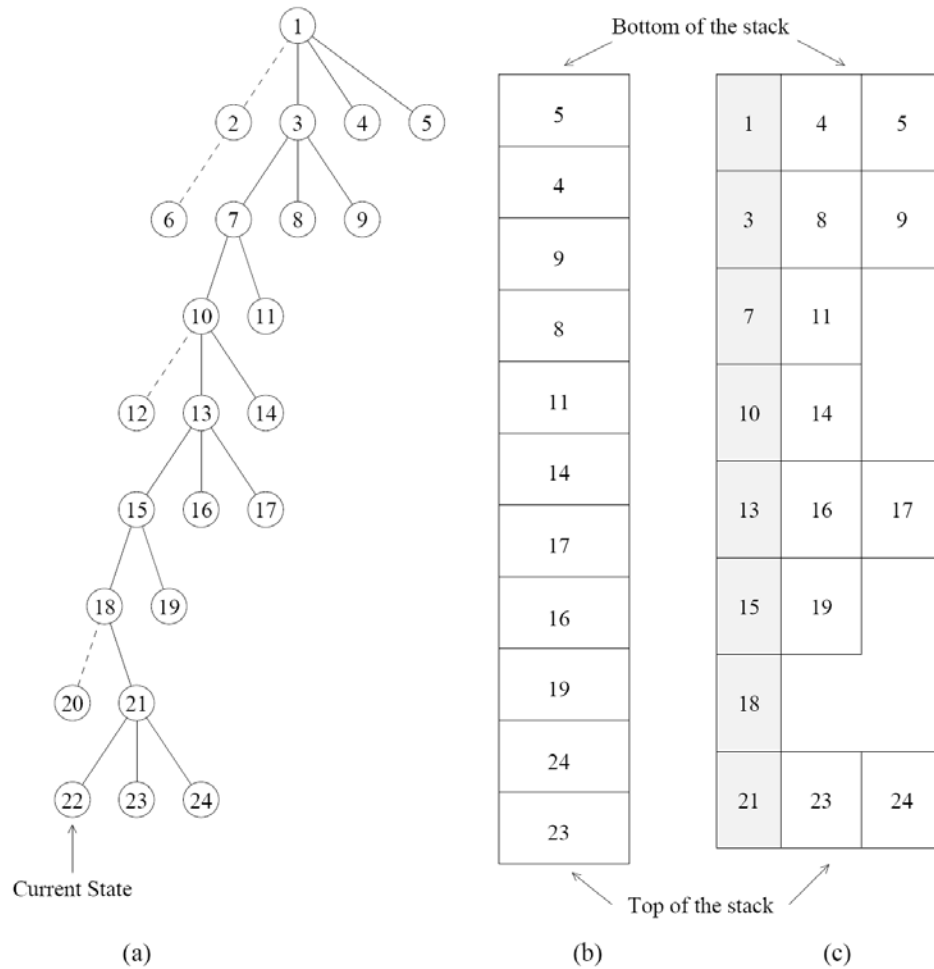 1
2 3 4 5
6 7 8 9
10 11
12 13 14
15 16 17
18 19
20 21
22 23 24
Current State
(a)
Bottom of the stack
5
4
9
8
11
14
17
16
19
24
23
(b)
1 4 5
3 8 9
7 11
10 14
13 16 17
15 19
18
21 23 24
Top of the stack
(c)